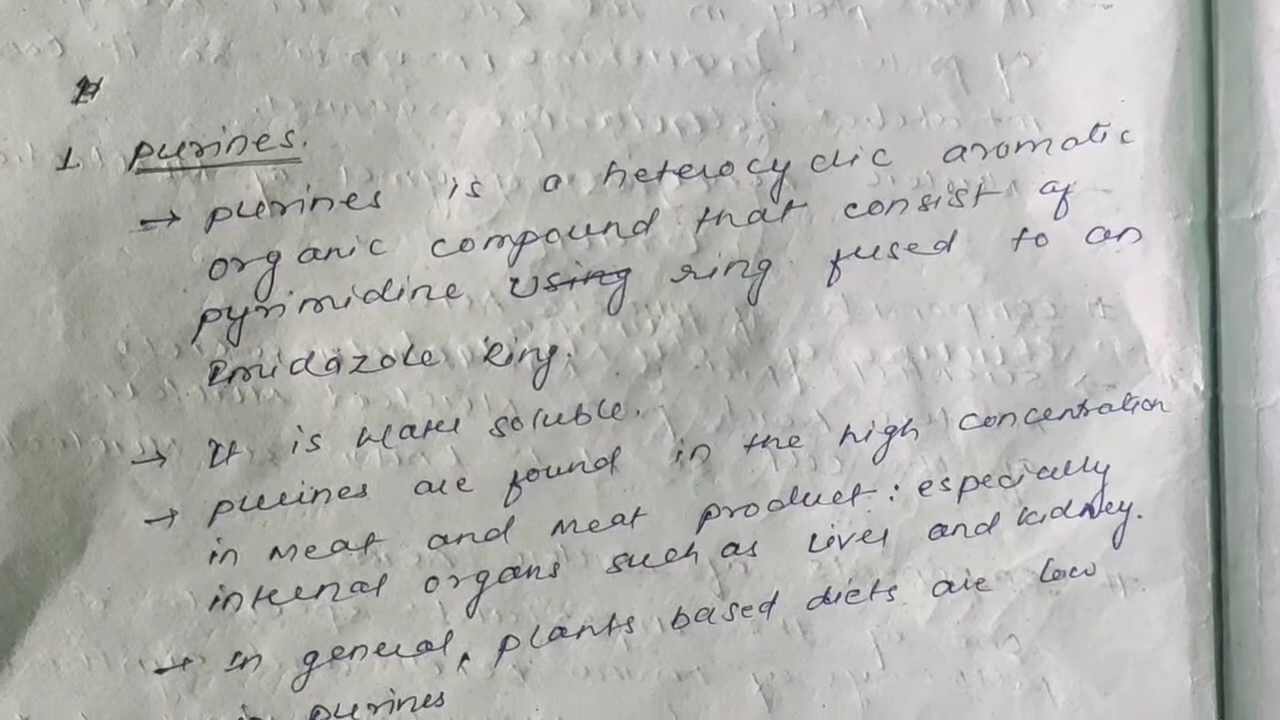 1. purines.
→ purines is a heterocyclic aromatic
organic compound that consist of
pyrimidine using ring fused to an
Imidazole Ring.
→ It is water soluble.
→ purines are found in the high concentration
in meat and meat product : especially
internal organs such as liver and kidney.
→ In general, plants based diets are low
in purines